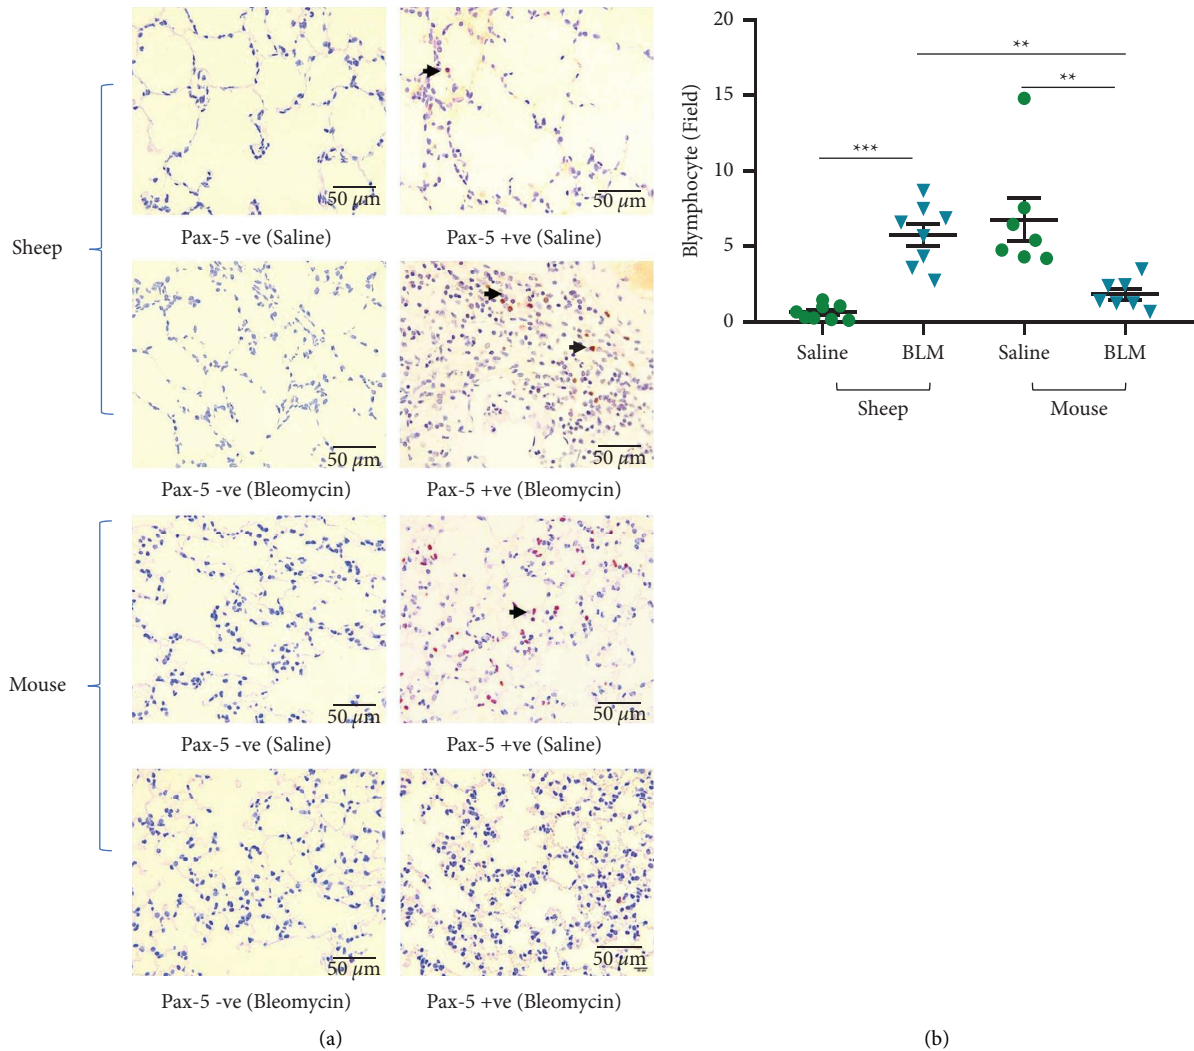 50 μm
50 μm
Pax-5 -ve (Saline)
Pax-5 +ve (Saline)
Sheep
50 μm
50 μm
Pax-5 -ve (Bleomycin)
Pax-5 +ve (Bleomycin)
50 μm
50 μm
Pax-5 -ve (Saline)
Pax-5 +ve (Saline)
Mouse
50 μm
50 μm
Pax-5 -ve (Bleomycin)
Pax-5 +ve (Bleomycin)
(a)
Blymphocyte (Field)
20
15
10
5
0
**
**
***
Saline
BLM
Saline
BLM
Sheep
Mouse
(b)